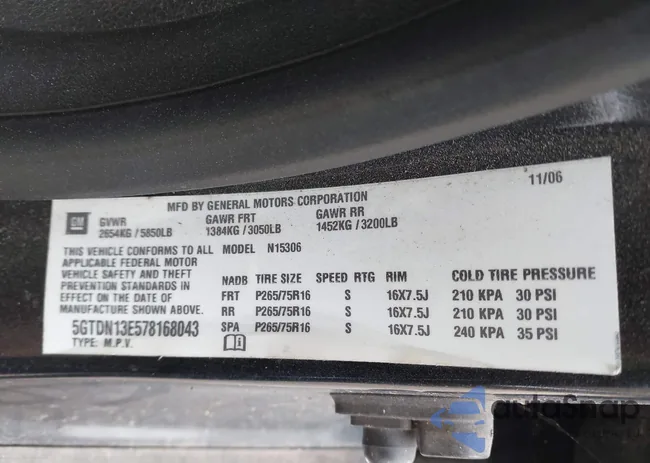 MFD BY GENERAL MOTORS CORPORATION 11/06
GM
GVWR GAWR FRT GAWR RR
2654KG / 5850LB 1384KG / 3050LB 1452KG / 3200LB
THIS VEHICLE CONFORMS TO ALL MODEL N15306
APPLICABLE FEDERAL MOTOR
VEHICLE SAFETY AND THEFT
PREVENTION STANDARDS IN
EFFECT ON THE DATE OF
MANUFACTURE SHOWN ABOVE.
5GTDN13E578168043
TYPE: M.P.V.
NADB TIRE SIZE SPEED RTG RIM COLD TIRE PRESSURE
FRT P265/75R16 S 16X7.5J 210 KPA 30 PSI
RR P265/75R16 S 16X7.5J 210 KPA 30 PSI
SPA P265/75R16 S 16X7.5J 240 KPA 35 PSI
autoSnap